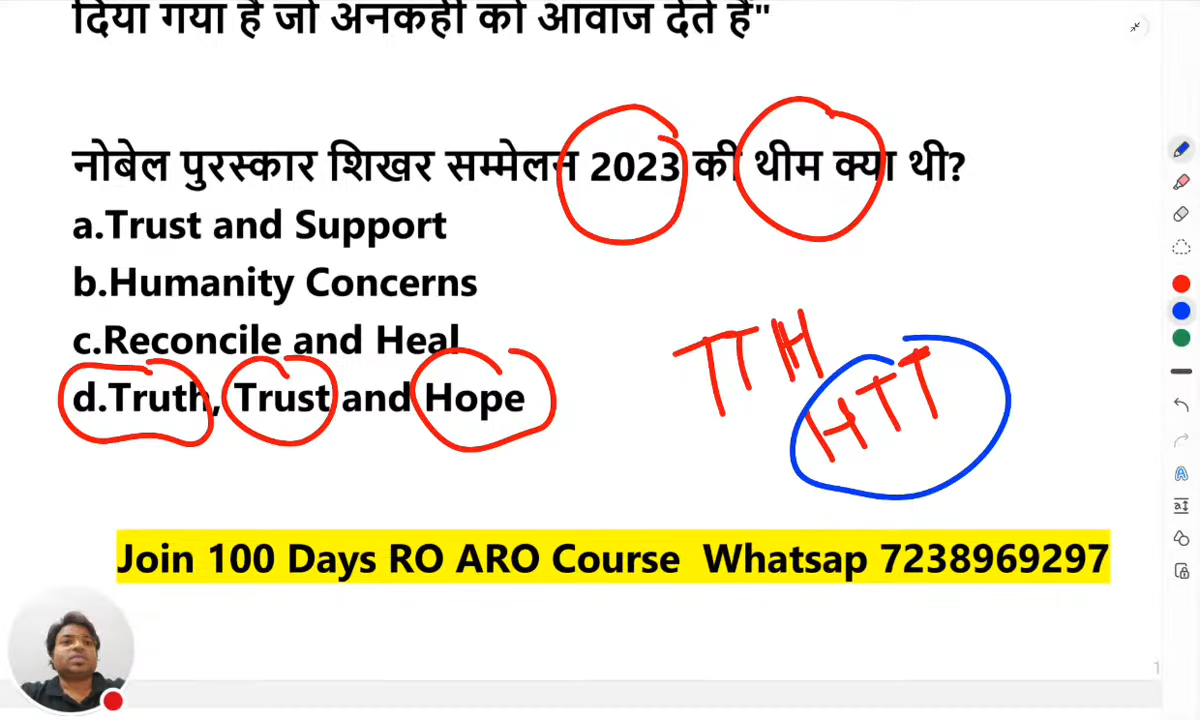 दिया गया है जो अनकही को आवाज देते हैं"
नोबेल पुरस्कार शिखर सम्मेलन 2023 की थीम क्या थी?
a.Trust and Support
b.Humanity Concerns
c.Reconcile and Heal
d.Truth, Trust and Hope
TTH
HTT
Join 100 Days RO ARO Course Whatsap 7238969297
1